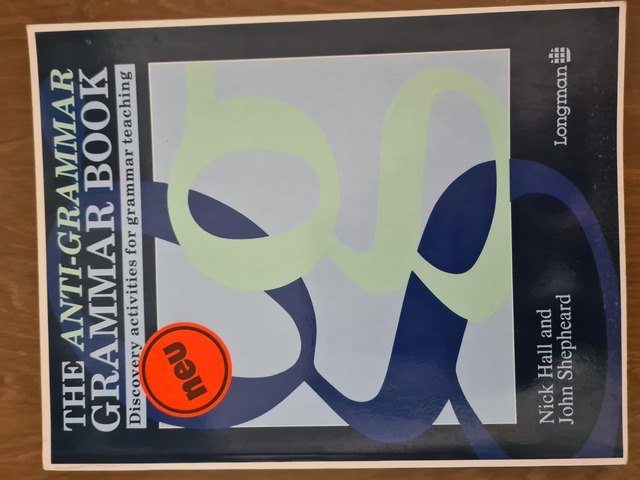 THE ANTI-GRAMMAR
GRAMMAR BOOK
Discovery activities for grammar teaching
neu
Nick Hall and
John Shepheard
Longman